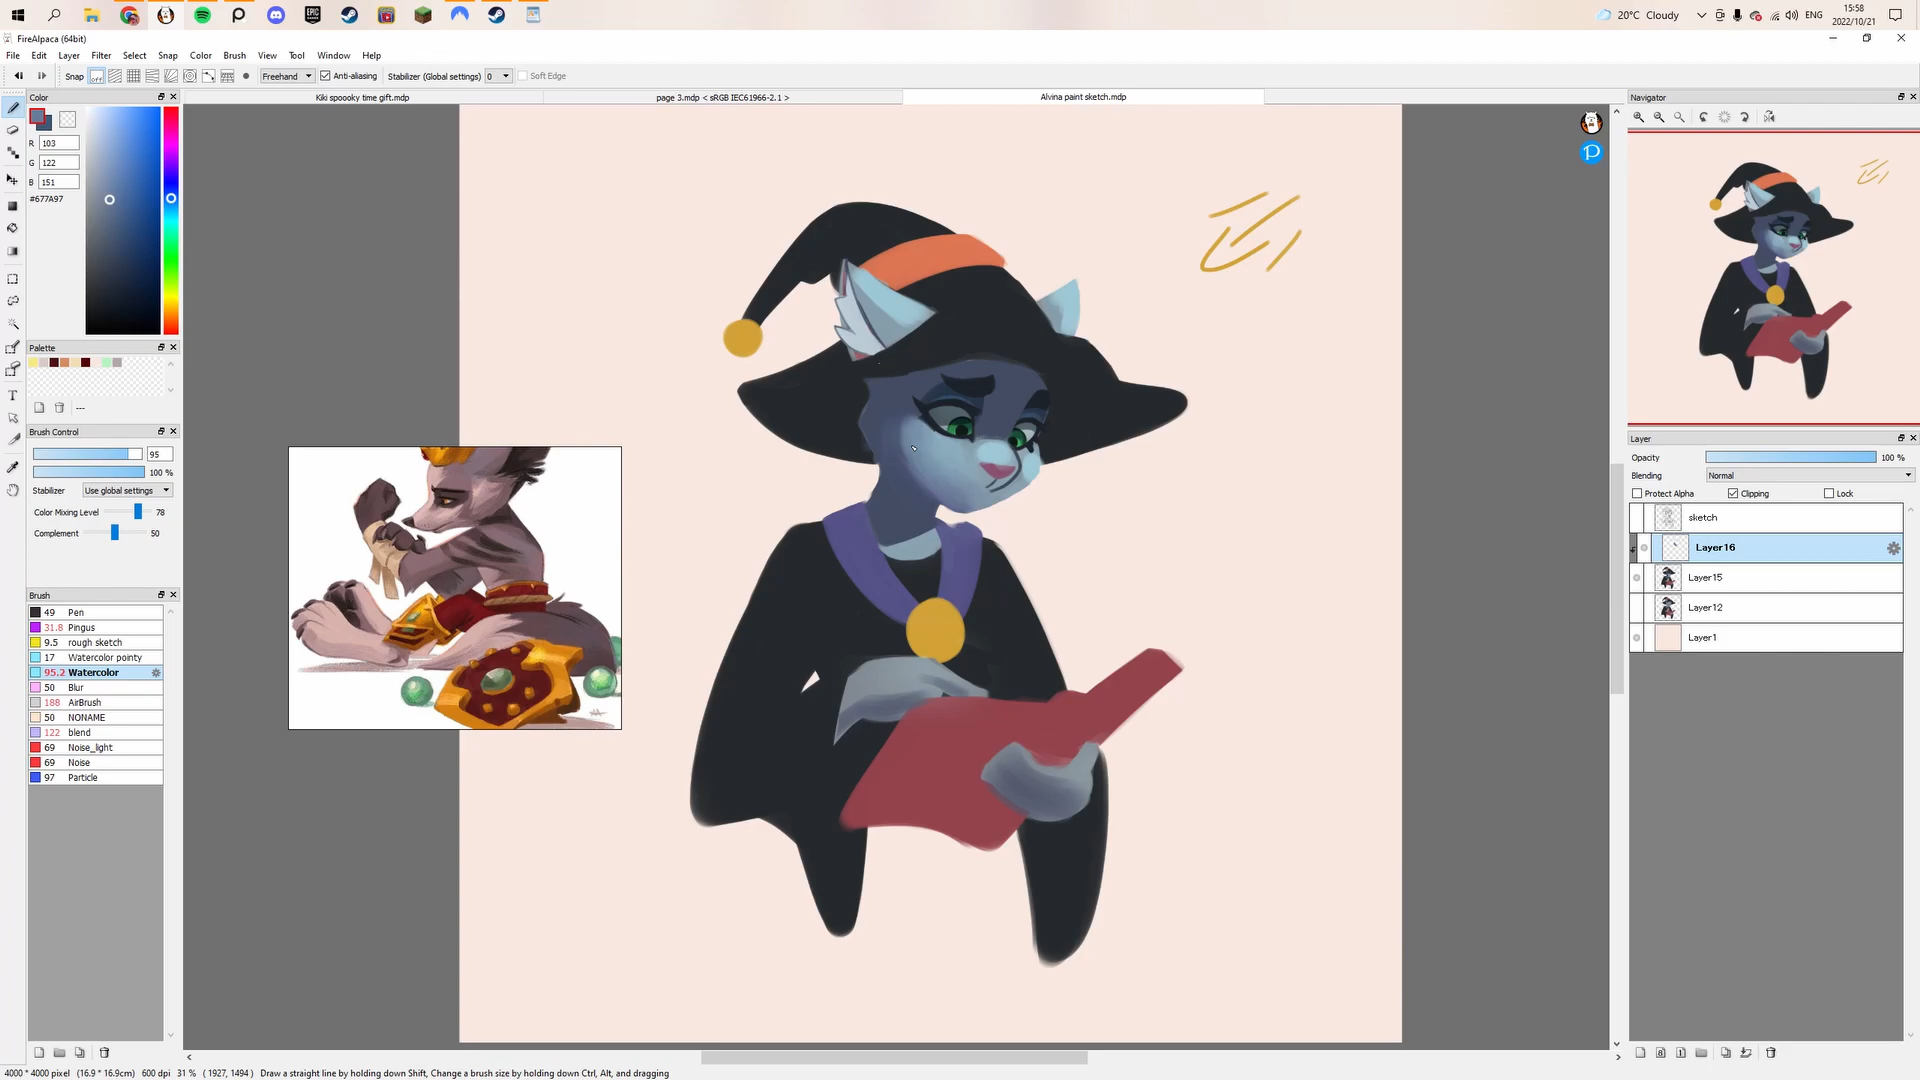 20°C Cloudy
ENG
15:58
2022/10/21
FireAlpaca (64bit)
File Edit Layer Filter Select Snap Color Brush View Tool Window Help
Snap off Freehand Anti-aliasing Stabilizer (Global settings) 0 Soft Edge
Color
Kiki spoooky time gift.mdp
page 3.mdp < sRGB IEC61966-2.1 >
Alvina paint sketch.mdp
Navigator
R 103
G 122
B 151
#677A97
Palette
---
Brush Control
95
100 %
Stabilizer Use global settings
Color Mixing Level 78
Complement 50
Brush
49 Pen
31.8 Pingus
9.5 rough sketch
17 Watercolor pointy
95.2 Watercolor
50 Blur
188 AirBrush
50 NONAME
122 blend
69 Noise_light
69 Noise
97 Particle
Layer
Opacity 100 %
Blending Normal
Protect Alpha Clipping Lock
sketch
Layer16
Layer15
Layer12
Layer1
4000 * 4000 pixel (16.9 * 16.9cm) 600 dpi 31 % ( 1927, 1494 ) Draw a straight line by holding down Shift, Change a brush size by holding down Ctrl, Alt, and dragging